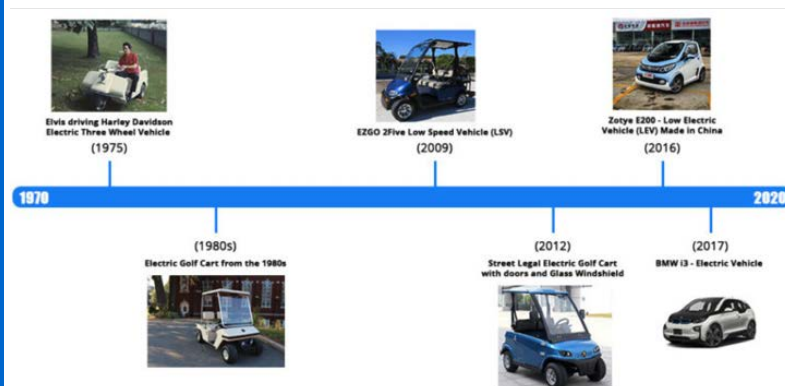 Elvis driving Harley Davidson
Electric Three Wheel Vehicle
(1975)
EZGO 2Five Low Speed Vehicle (LSV)
(2009)
Zotye E200 - Low Electric
Vehicle (LEV) Made in China
(2016)
1970
2020
(1980s)
Electric Golf Cart from the 1980s
(2012)
Street Legal Electric Golf Cart
with doors and Glass Windshield
(2017)
BMW i3 - Electric Vehicle